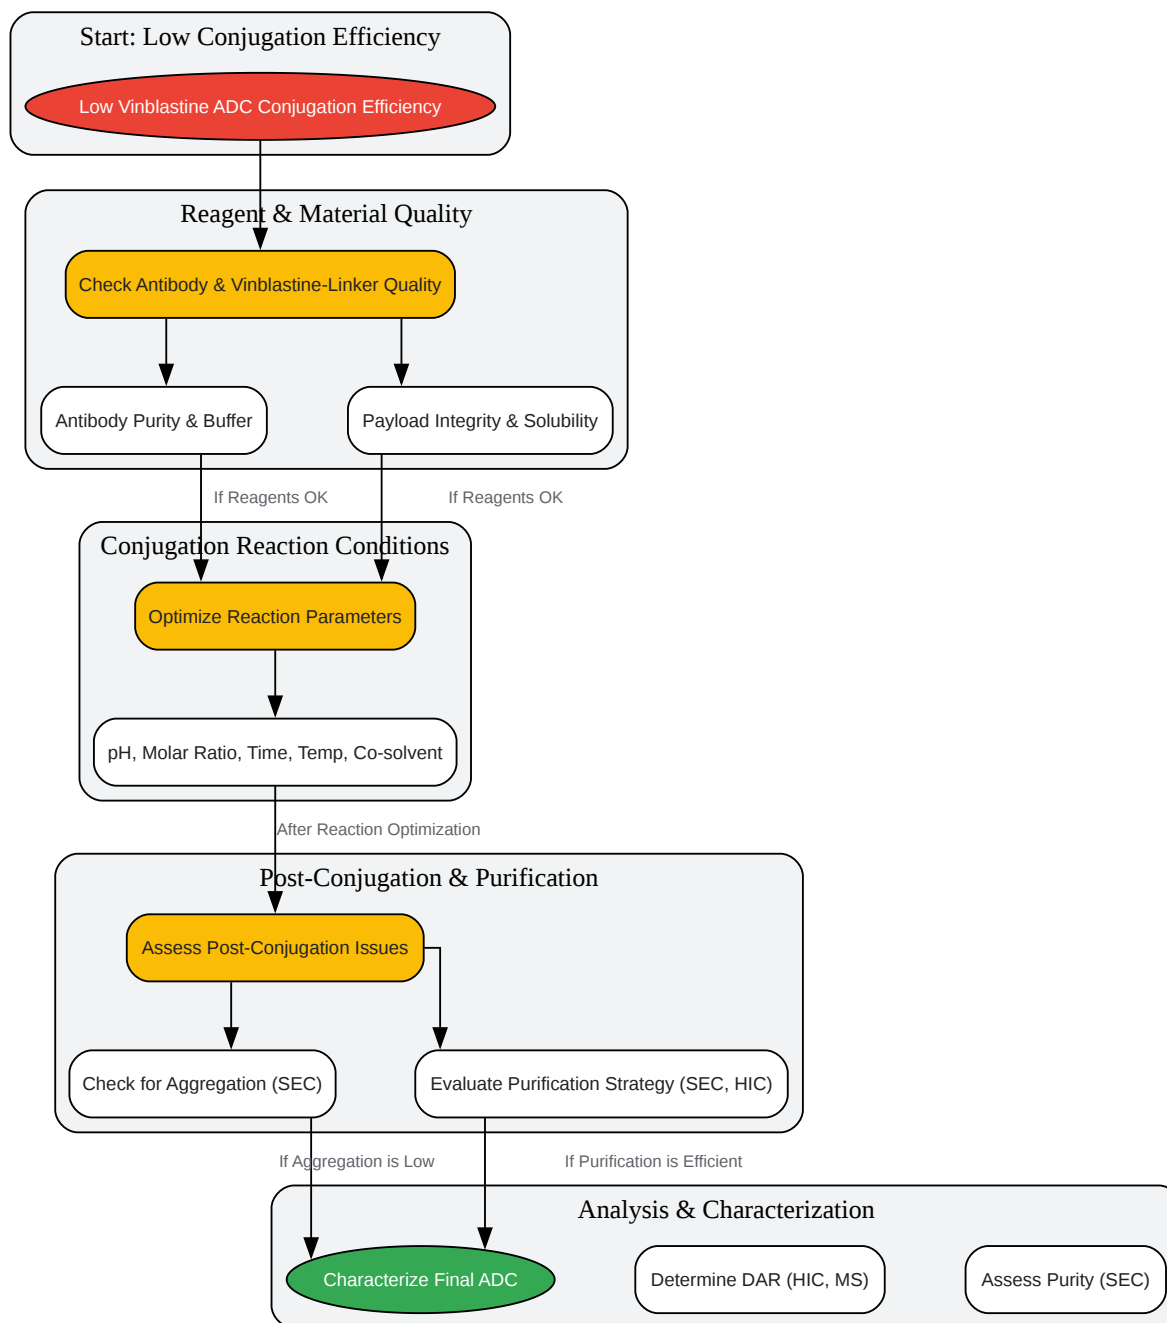 Start: Low Conjugation Efficiency
Low Vinblastine ADC Conjugation Efficiency
Reagent & Material Quality
Check Antibody & Vinblastine-Linker Quality
Antibody Purity & Buffer
Payload Integrity & Solubility
If Reagents OK
If Reagents OK
Conjugation Reaction Conditions
Optimize Reaction Parameters
pH, Molar Ratio, Time, Temp, Co-solvent
After Reaction Optimization
Post-Conjugation & Purification
Assess Post-Conjugation Issues
Check for Aggregation (SEC)
Evaluate Purification Strategy (SEC, HIC)
If Aggregation is Low
If Purification is Efficient
Analysis & Characterization
Characterize Final ADC
Determine DAR (HIC, MS)
Assess Purity (SEC)